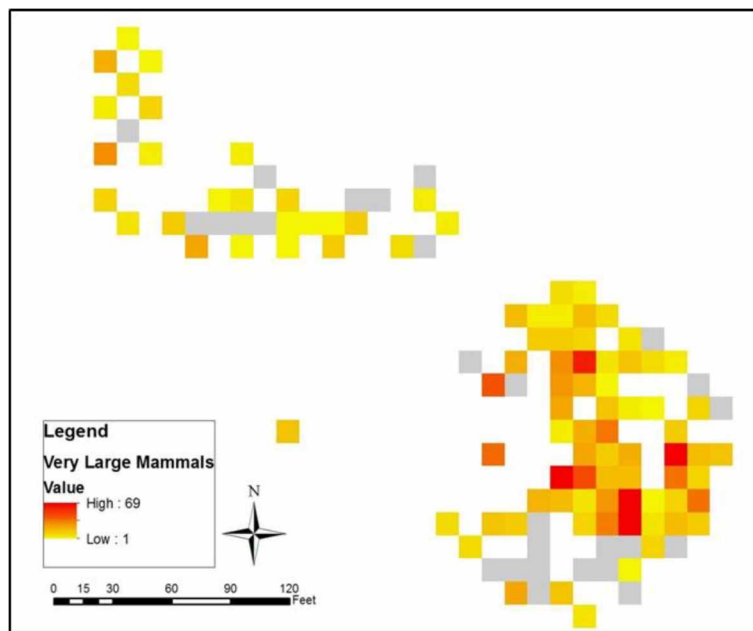 Legend
Very Large Mammals
Value
High : 69
Low : 1
N
0 15 30 60 90 120
Feet